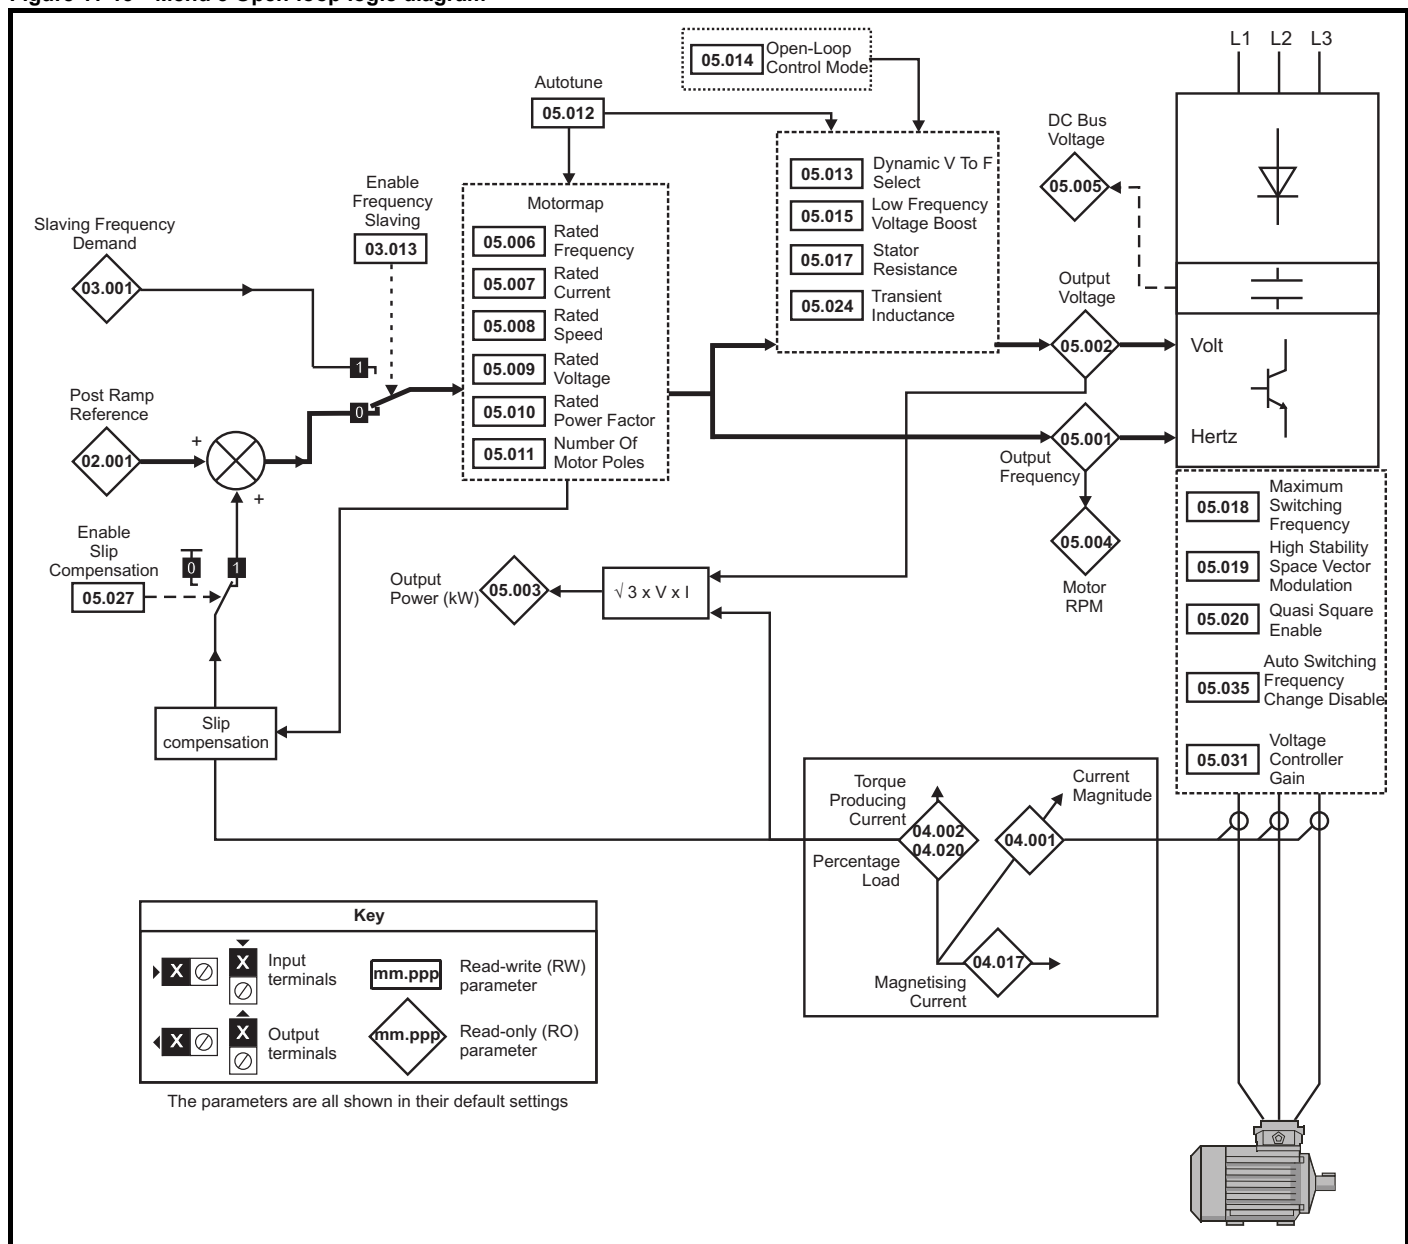 L1 L2 L3
05.014
Open-Loop
Control Mode
Autotune
05.012
DC Bus
Voltage
05.005
05.013
Dynamic V To F
Select
05.015
Low Frequency
Voltage Boost
05.017
Stator
Resistance
05.024
Transient
Inductance
Enable
Frequency
Slaving
03.013
Slaving Frequency
Demand
03.001
Motormap
05.006
Rated
Frequency
05.007
Rated
Current
05.008
Rated
Speed
05.009
Rated
Voltage
05.010
Rated
Power Factor
05.011
Number Of
Motor Poles
1
0
Output
Voltage
05.002
Volt
Post Ramp
Reference
02.001
+
+
05.001
Output
Frequency
Hertz
05.004
Motor
RPM
Enable
Slip
Compensation
05.027
0
1
Output
Power (kW)
05.003
√ 3 x V x I
05.018
Maximum
Switching
Frequency
05.019
High Stability
Space Vector
Modulation
05.020
Quasi Square
Enable
05.035
Auto Switching
Frequency
Change Disable
05.031
Voltage
Controller
Gain
Slip
compensation
Torque
Producing
Current
04.002
04.020
Percentage
Load
Current
Magnitude
04.001
04.017
Magnetising
Current
Key
X
X
Input
terminals
mm.ppp
Read-write (RW)
parameter
X
X
Output
terminals
mm.ppp
Read-only (RO)
parameter
The parameters are all shown in their default settings